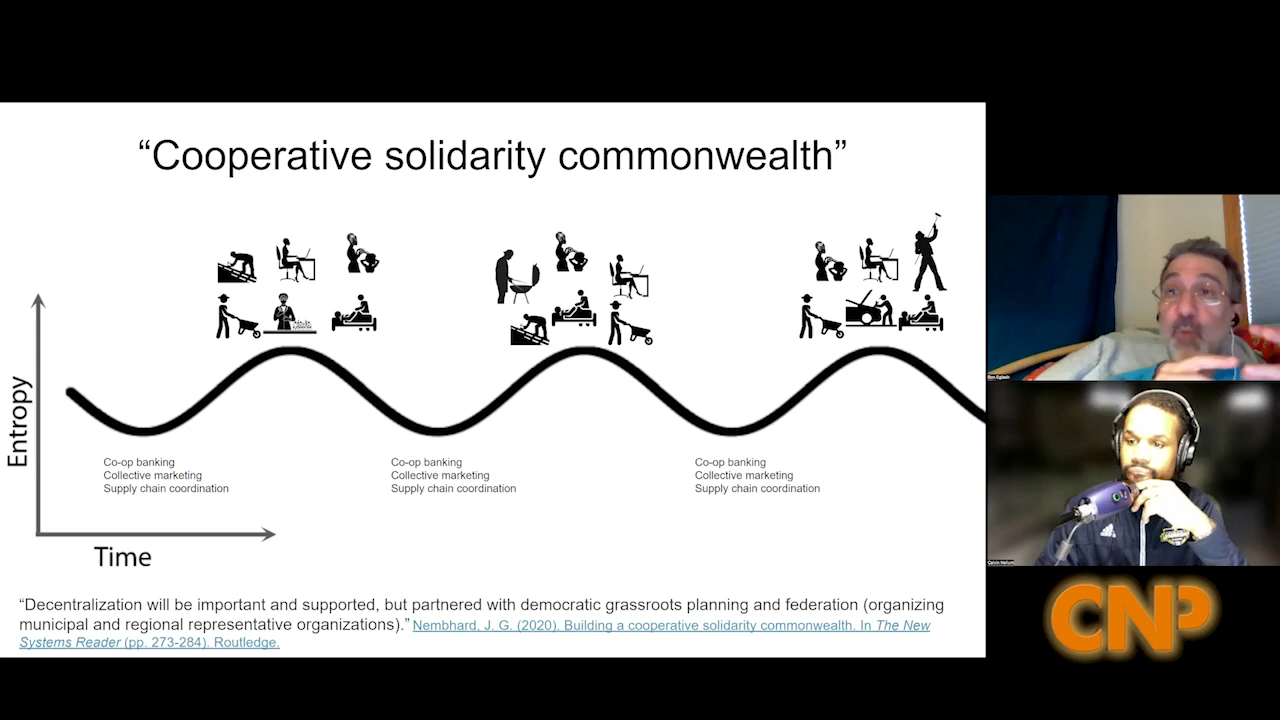 “Cooperative solidarity commonwealth”
Entropy
Co-op banking
Collective marketing
Supply chain coordination
Co-op banking
Collective marketing
Supply chain coordination
Co-op banking
Collective marketing
Supply chain coordination
Time
“Decentralization will be important and supported, but partnered with democratic grassroots planning and federation (organizing
municipal and regional representative organizations).” Nembhard, J. G. (2020). Building a cooperative solidarity commonwealth. In The New
Systems Reader (pp. 273-284). Routledge.
Ron Eglash
CNP